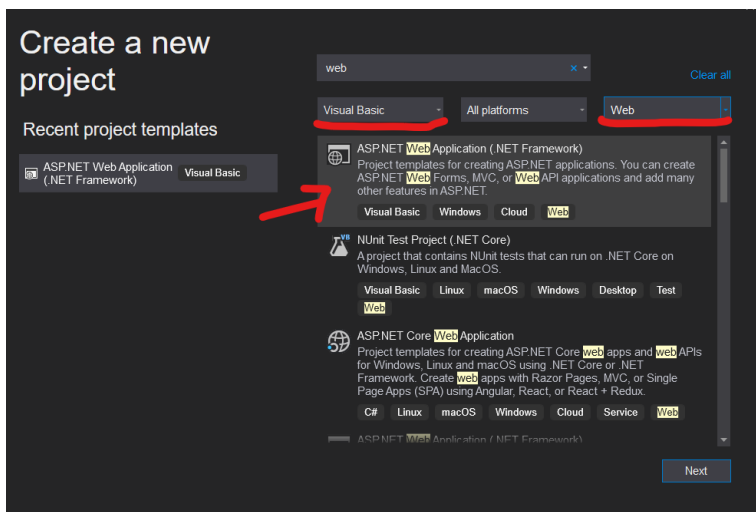 Create a new
project
Recent project templates
ASP.NET Web Application
(.NET Framework)
Visual Basic
web
Clear all
Visual Basic
All platforms
Web
ASP.NET Web Application (.NET Framework)
Project templates for creating ASP.NET applications. You can create
ASP.NET Web Forms, MVC, or Web API applications and add many
other features in ASP.NET.
Visual Basic Windows Cloud Web
VB
NUnit Test Project (.NET Core)
A project that contains NUnit tests that can run on .NET Core on
Windows, Linux and MacOS.
Visual Basic Linux macOS Windows Desktop Test
Web
ASP.NET Core Web Application
Project templates for creating ASP.NET Core web apps and web APIs
for Windows, Linux and macOS using .NET Core or .NET
Framework. Create web apps with Razor Pages, MVC, or Single
Page Apps (SPA) using Angular, React, or React + Redux.
C# Linux macOS Windows Cloud Service Web
ASP.NET Web Application (.NET Framework)
Next